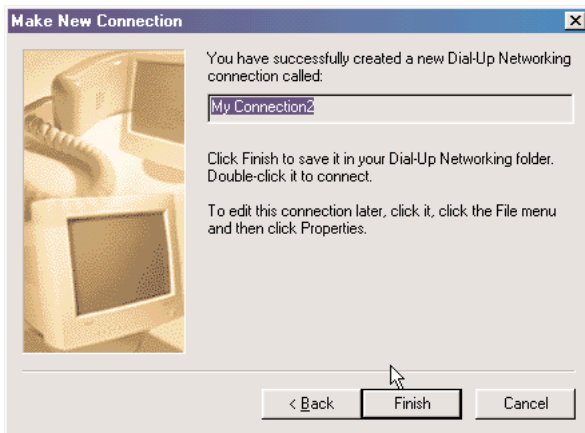 Make New Connection
You have successfully created a new Dial-Up Networking
connection called:
My Connection2
Click Finish to save it in your Dial-Up Networking folder.
Double-click it to connect.
To edit this connection later, click it, click the File menu
and then click Properties.
< Back
Finish
Cancel